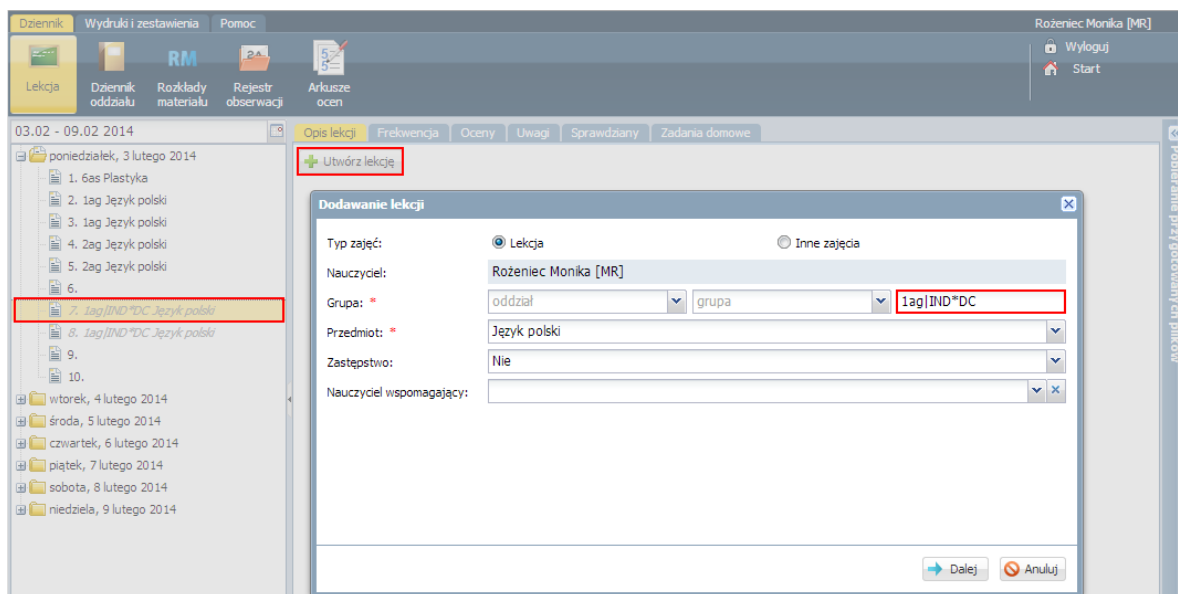 Dziennik Wydruki i zestawienia Pomoc Rożeniec Monika [MR]
Wyloguj
Start
RM
Lekcja Dziennik oddziału Rozkłady materiału Rejestr obserwacji Arkusze ocen
03.02 - 09.02 2014
poniedziałek, 3 lutego 2014
1. 6as Plastyka
2. 1ag Język polski
3. 1ag Język polski
4. 2ag Język polski
5. 2ag Język polski
6.
7. 1ag|IND*DC Język polski
8. 1ag|IND*DC Język polski
9.
10.
wtorek, 4 lutego 2014
środa, 5 lutego 2014
czwartek, 6 lutego 2014
piątek, 7 lutego 2014
sobota, 8 lutego 2014
niedziela, 9 lutego 2014
Opis lekcji Frekwencja Oceny Uwagi Sprawdziany Zadania domowe
Utwórz lekcję
Dodawanie lekcji
Typ zajęć: Lekcja Inne zajęcia
Nauczyciel: Rożeniec Monika [MR]
Grupa: * oddział grupa 1ag|IND*DC
Przedmiot: * Język polski
Zastępstwo: Nie
Nauczyciel wspomagający:
Dalej Anuluj
Pobieranie przygotowanych plików